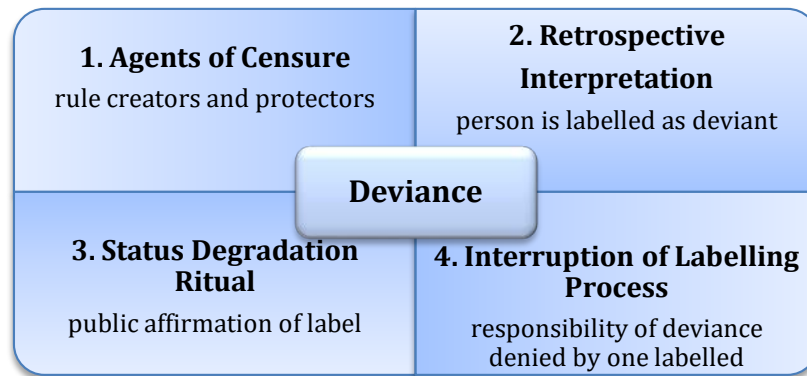 1. Agents of Censure
rule creators and protectors
2. Retrospective
Interpretation
person is labelled as deviant
Deviance
3. Status Degradation
Ritual
public affirmation of label
4. Interruption of Labelling
Process
responsibility of deviance
denied by one labelled